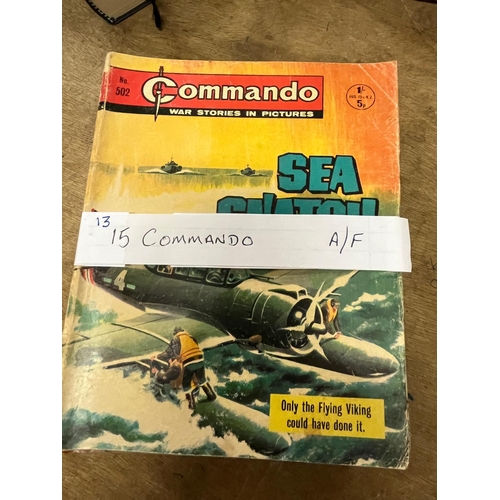 No.
502
Commando
WAR STORIES IN PICTURES
1/-
5p
SEA
13
15 COMMANDO A/F
4
Only the Flying Viking
could have done it.